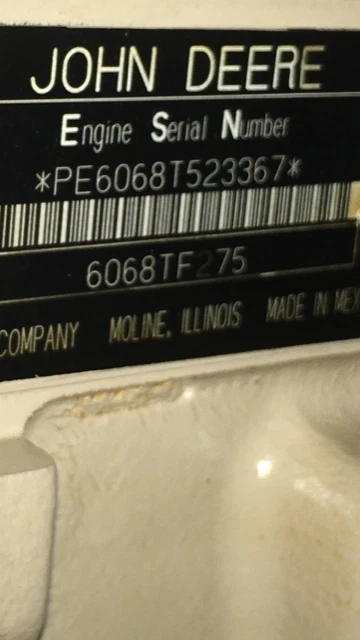 JOHN DEERE
Engine Serial Number
*PE6068T523367*
6068TF275
COMPANY MOLINE, ILLINOIS MADE IN MEX